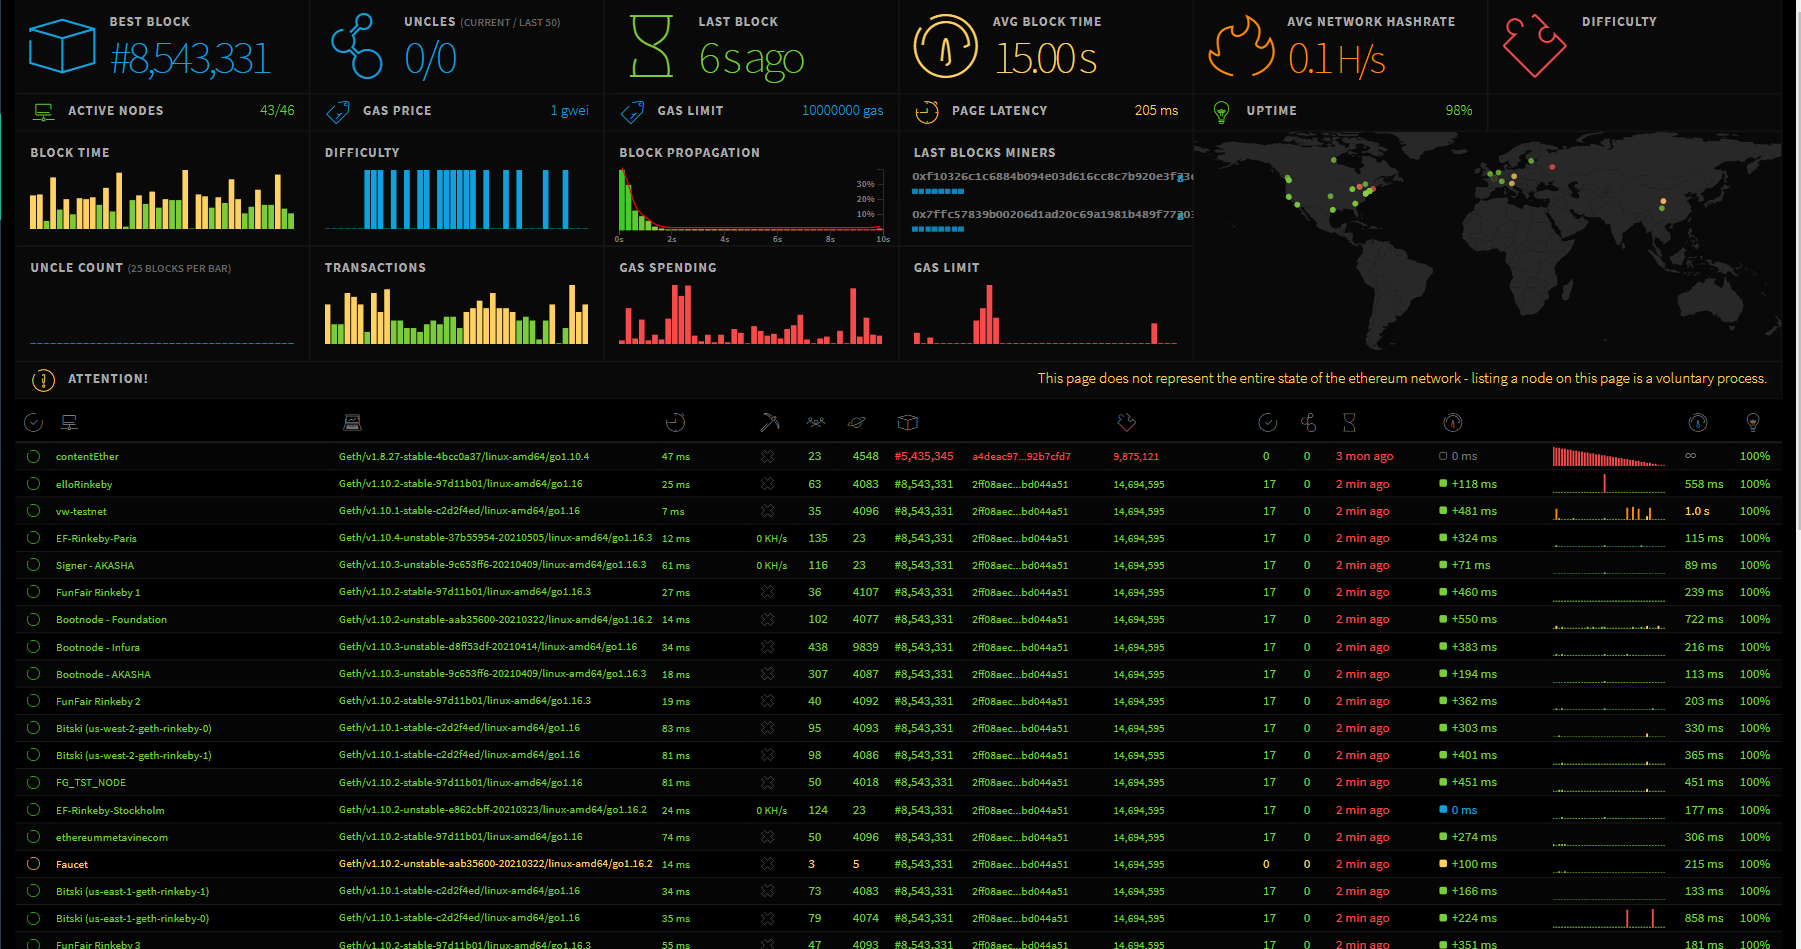 BEST BLOCK
#8,543,331
UNCLES (CURRENT / LAST 50)
0/0
LAST BLOCK
6 s ago
AVG BLOCK TIME
15.00 s
AVG NETWORK HASHRATE
0.1 H/s
DIFFICULTY
ACTIVE NODES 43/46
GAS PRICE 1 gwei
GAS LIMIT 10000000 gas
PAGE LATENCY 205 ms
UPTIME 98%
BLOCK TIME
DIFFICULTY
BLOCK PROPAGATION
30%
20%
10%
0s 2s 4s 6s 8s 10s
LAST BLOCKS MINERS
UNCLE COUNT (25 BLOCKS PER BAR)
TRANSACTIONS
GAS SPENDING
GAS LIMIT
ATTENTION! This page does not represent the entire state of the ethereum network - listing a node on this page is a voluntary process.
contentEther Geth/v1.8.27-stable-4bcc0a37/linux-amd64/go1.10.4 47 ms 23 4548 #5,435,345 a4deac97...92b7cfd7 9,875,121 0 0 3 mon ago 0 ms ∞ 100%
elloRinkeby Geth/v1.10.2-stable-97d11b01/linux-amd64/go1.16 25 ms 63 4083 #8,543,331 2ff08aec...bd044a51 14,694,595 17 0 2 min ago +118 ms 558 ms 100%
vw-testnet Geth/v1.10.1-stable-c2d2f4ed/linux-amd64/go1.16 7 ms 35 4096 #8,543,331 2ff08aec...bd044a51 14,694,595 17 0 2 min ago +481 ms 1.0 s 100%
EF-Rinkeby-Paris Geth/v1.10.4-unstable-37b55954-20210505/linux-amd64/go1.16.3 12 ms 0 KH/s 135 23 #8,543,331 2ff08aec...bd044a51 14,694,595 17 0 2 min ago +324 ms 115 ms 100%
Signer - AKASHA Geth/v1.10.3-unstable-9c653ff6-20210409/linux-amd64/go1.16.3 61 ms 0 KH/s 116 23 #8,543,331 2ff08aec...bd044a51 14,694,595 17 0 2 min ago +71 ms 89 ms 100%
FunFair Rinkeby 1 Geth/v1.10.2-stable-97d11b01/linux-amd64/go1.16.3 27 ms 36 4107 #8,543,331 2ff08aec...bd044a51 14,694,595 17 0 2 min ago +460 ms 239 ms 100%
Bootnode - Foundation Geth/v1.10.2-unstable-aab35600-20210322/linux-amd64/go1.16.2 14 ms 102 4077 #8,543,331 2ff08aec...bd044a51 14,694,595 17 0 2 min ago +550 ms 722 ms 100%
Bootnode - Infura Geth/v1.10.3-unstable-d8ff53df-20210414/linux-amd64/go1.16 34 ms 438 9839 #8,543,331 2ff08aec...bd044a51 14,694,595 17 0 2 min ago +383 ms 216 ms 100%
Bootnode - AKASHA Geth/v1.10.3-unstable-9c653ff6-20210409/linux-amd64/go1.16.3 18 ms 307 4087 #8,543,331 2ff08aec...bd044a51 14,694,595 17 0 2 min ago +194 ms 113 ms 100%
FunFair Rinkeby 2 Geth/v1.10.2-stable-97d11b01/linux-amd64/go1.16.3 19 ms 40 4092 #8,543,331 2ff08aec...bd044a51 14,694,595 17 0 2 min ago +362 ms 203 ms 100%
Bitski (us-west-2-geth-rinkeby-0) Geth/v1.10.1-stable-c2d2f4ed/linux-amd64/go1.16 83 ms 95 4093 #8,543,331 2ff08aec...bd044a51 14,694,595 17 0 2 min ago +303 ms 330 ms 100%
Bitski (us-west-2-geth-rinkeby-1) Geth/v1.10.1-stable-c2d2f4ed/linux-amd64/go1.16 81 ms 98 4086 #8,543,331 2ff08aec...bd044a51 14,694,595 17 0 2 min ago +401 ms 365 ms 100%
FG_TST_NODE Geth/v1.10.2-stable-97d11b01/linux-amd64/go1.16 81 ms 50 4018 #8,543,331 2ff08aec...bd044a51 14,694,595 17 0 2 min ago +451 ms 451 ms 100%
EF-Rinkeby-Stockholm Geth/v1.10.2-unstable-e862cbff-20210323/linux-amd64/go1.16.2 24 ms 0 KH/s 124 23 #8,543,331 2ff08aec...bd044a51 14,694,595 17 0 2 min ago 0 ms 177 ms 100%
ethereummetavinecom Geth/v1.10.2-stable-97d11b01/linux-amd64/go1.16 74 ms 50 4096 #8,543,331 2ff08aec...bd044a51 14,694,595 17 0 2 min ago +274 ms 306 ms 100%
Faucet Geth/v1.10.2-unstable-aab35600-20210322/linux-amd64/go1.16.2 14 ms 3 5 #8,543,331 2ff08aec...bd044a51 14,694,595 0 0 2 min ago +100 ms 215 ms 100%
Bitski (us-east-1-geth-rinkeby-1) Geth/v1.10.1-stable-c2d2f4ed/linux-amd64/go1.16 34 ms 73 4083 #8,543,331 2ff08aec...bd044a51 14,694,595 17 0 2 min ago +166 ms 133 ms 100%
Bitski (us-east-1-geth-rinkeby-0) Geth/v1.10.1-stable-c2d2f4ed/linux-amd64/go1.16 35 ms 79 4074 #8,543,331 2ff08aec...bd044a51 14,694,595 17 0 2 min ago +224 ms 858 ms 100%
FunFair Rinkeby 3 Geth/v1.10.2-stable-97d11b01/linux-amd64/go1.16.3 55 ms 47 4093 #8,543,331 2ff08aec...bd044a51 14,694,595 17 0 2 min ago +351 ms 181 ms 100%